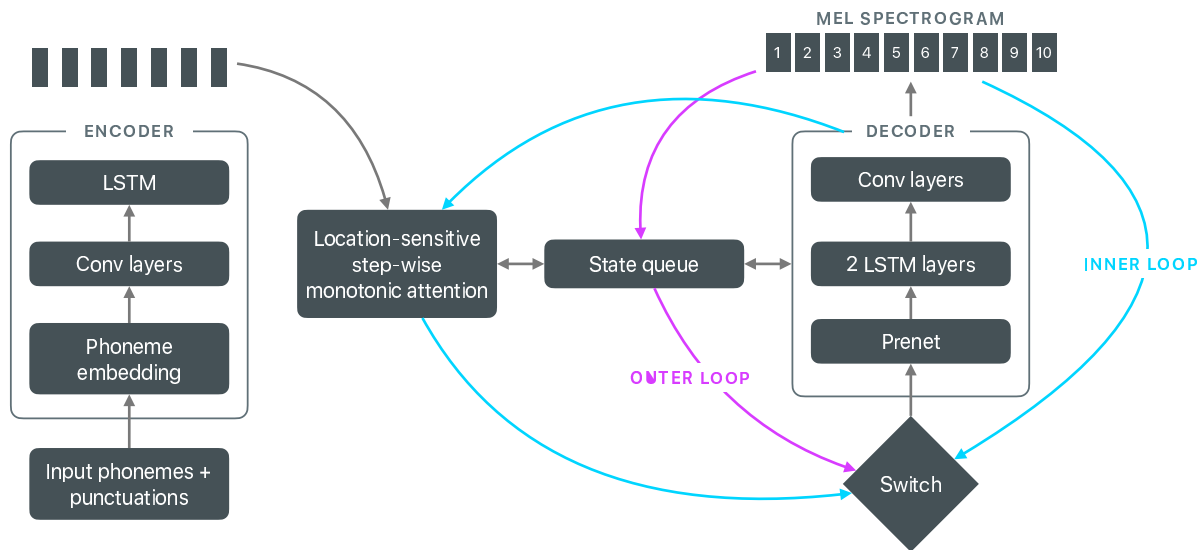 MEL SPECTROGRAM
1 2 3 4 5 6 7 8 9 10
ENCODER
DECODER
LSTM
Conv layers
Phoneme
embedding
Input phonemes +
punctuations
Location-sensitive
step-wise
monotonic attention
State queue
OUTER LOOP
Conv layers
2 LSTM layers
Prenet
Switch
INNER LOOP